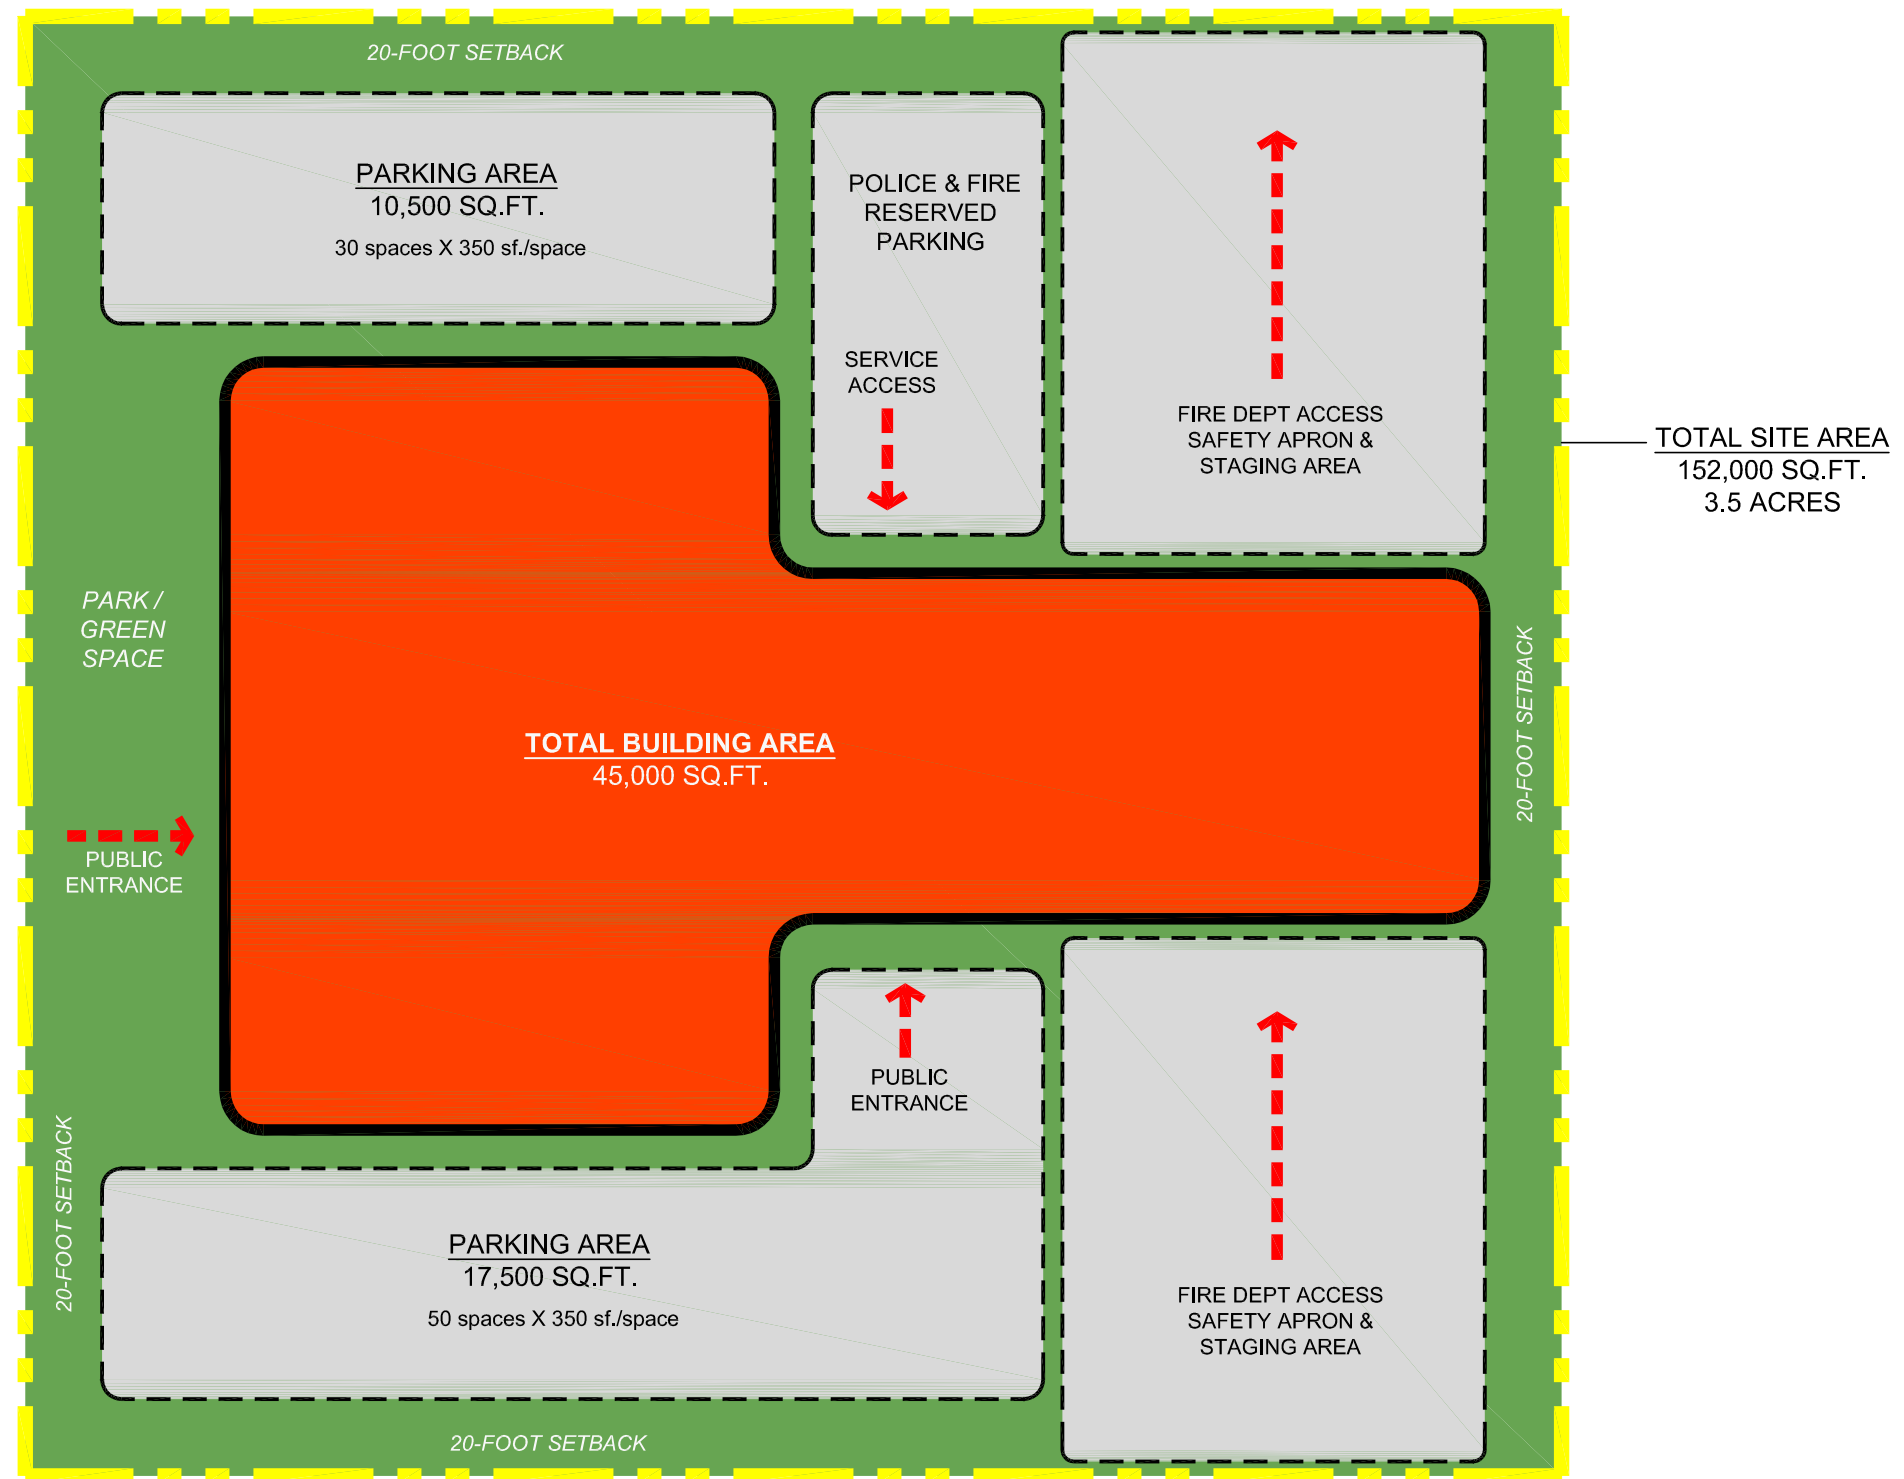 20-FOOT SETBACK
PARKING AREA
10,500 SQ.FT.
30 spaces X 350 sf./space
POLICE & FIRE
RESERVED
PARKING
SERVICE
ACCESS
FIRE DEPT ACCESS
SAFETY APRON &
STAGING AREA
TOTAL SITE AREA
152,000 SQ.FT.
3.5 ACRES
PARK /
GREEN
SPACE
20-FOOT SETBACK
TOTAL BUILDING AREA
45,000 SQ.FT.
PUBLIC
ENTRANCE
PUBLIC
ENTRANCE
20-FOOT SETBACK
PARKING AREA
17,500 SQ.FT.
50 spaces X 350 sf./space
FIRE DEPT ACCESS
SAFETY APRON &
STAGING AREA
20-FOOT SETBACK